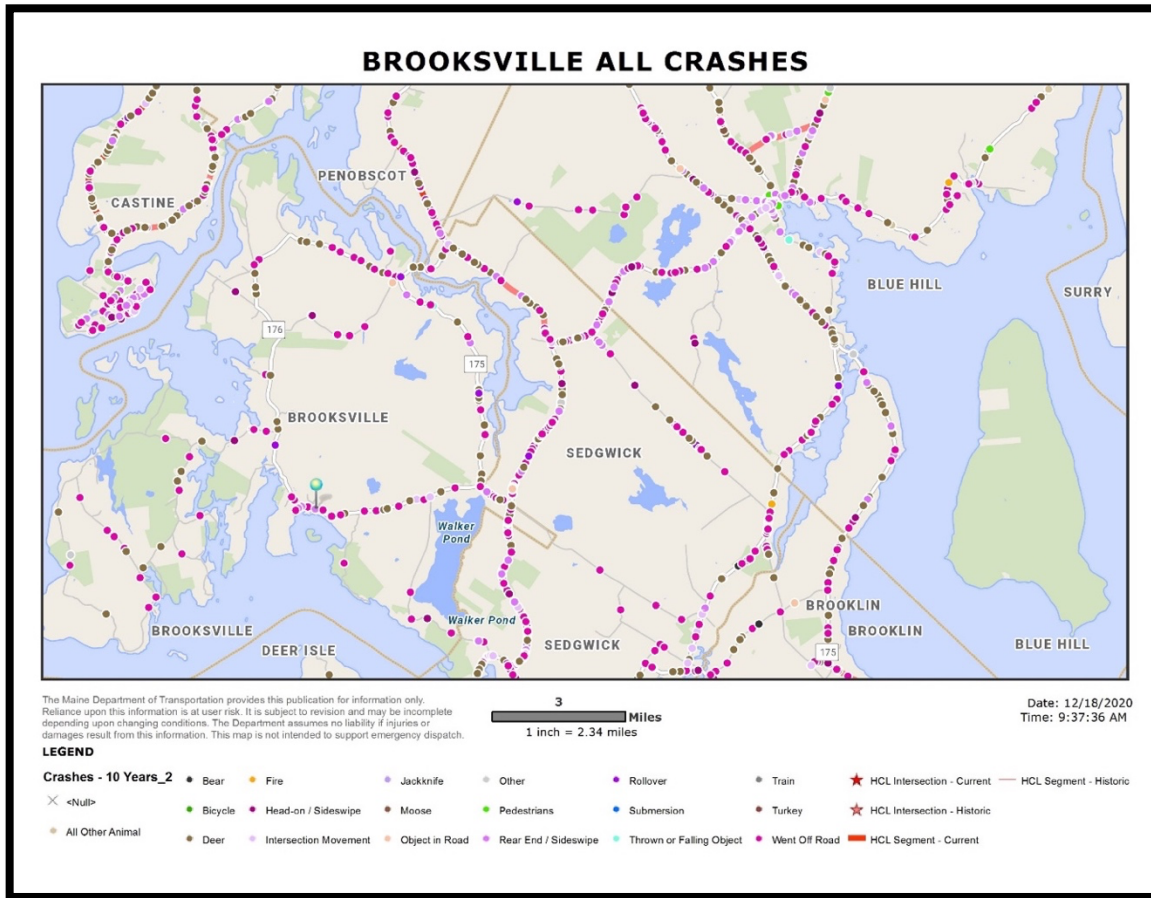 BROOKSVILLE ALL CRASHES
PENOBSCOT
CASTINE
BLUE HILL
SURRY
176
175
BROOKSVILLE
SEDGWICK
Walker
Pond
Walker Pond
BROOKLIN
BROOKSVILLE
BROOKLIN
DEER ISLE
SEDGWICK
175
BLUE HILL
The Maine Department of Transportation provides this publication for information only.
Reliance upon this information is at user risk. It is subject to revision and may be incomplete
depending upon changing conditions. The Department assumes no liability if injuries or
damages result from this information. This map is not intended to support emergency dispatch.
3
Miles
1 inch = 2.34 miles
Date: 12/18/2020
Time: 9:37:36 AM
LEGEND
Crashes - 10 Years_2
<Null>
All Other Animal
Bear
Bicycle
Deer
Fire
Head-on / Sideswipe
Intersection Movement
Jackknife
Moose
Object in Road
Other
Pedestrians
Rear End / Sideswipe
Rollover
Submersion
Thrown or Falling Object
Train
Turkey
Went Off Road
HCL Intersection - Current
HCL Intersection - Historic
HCL Segment - Current
HCL Segment - Historic